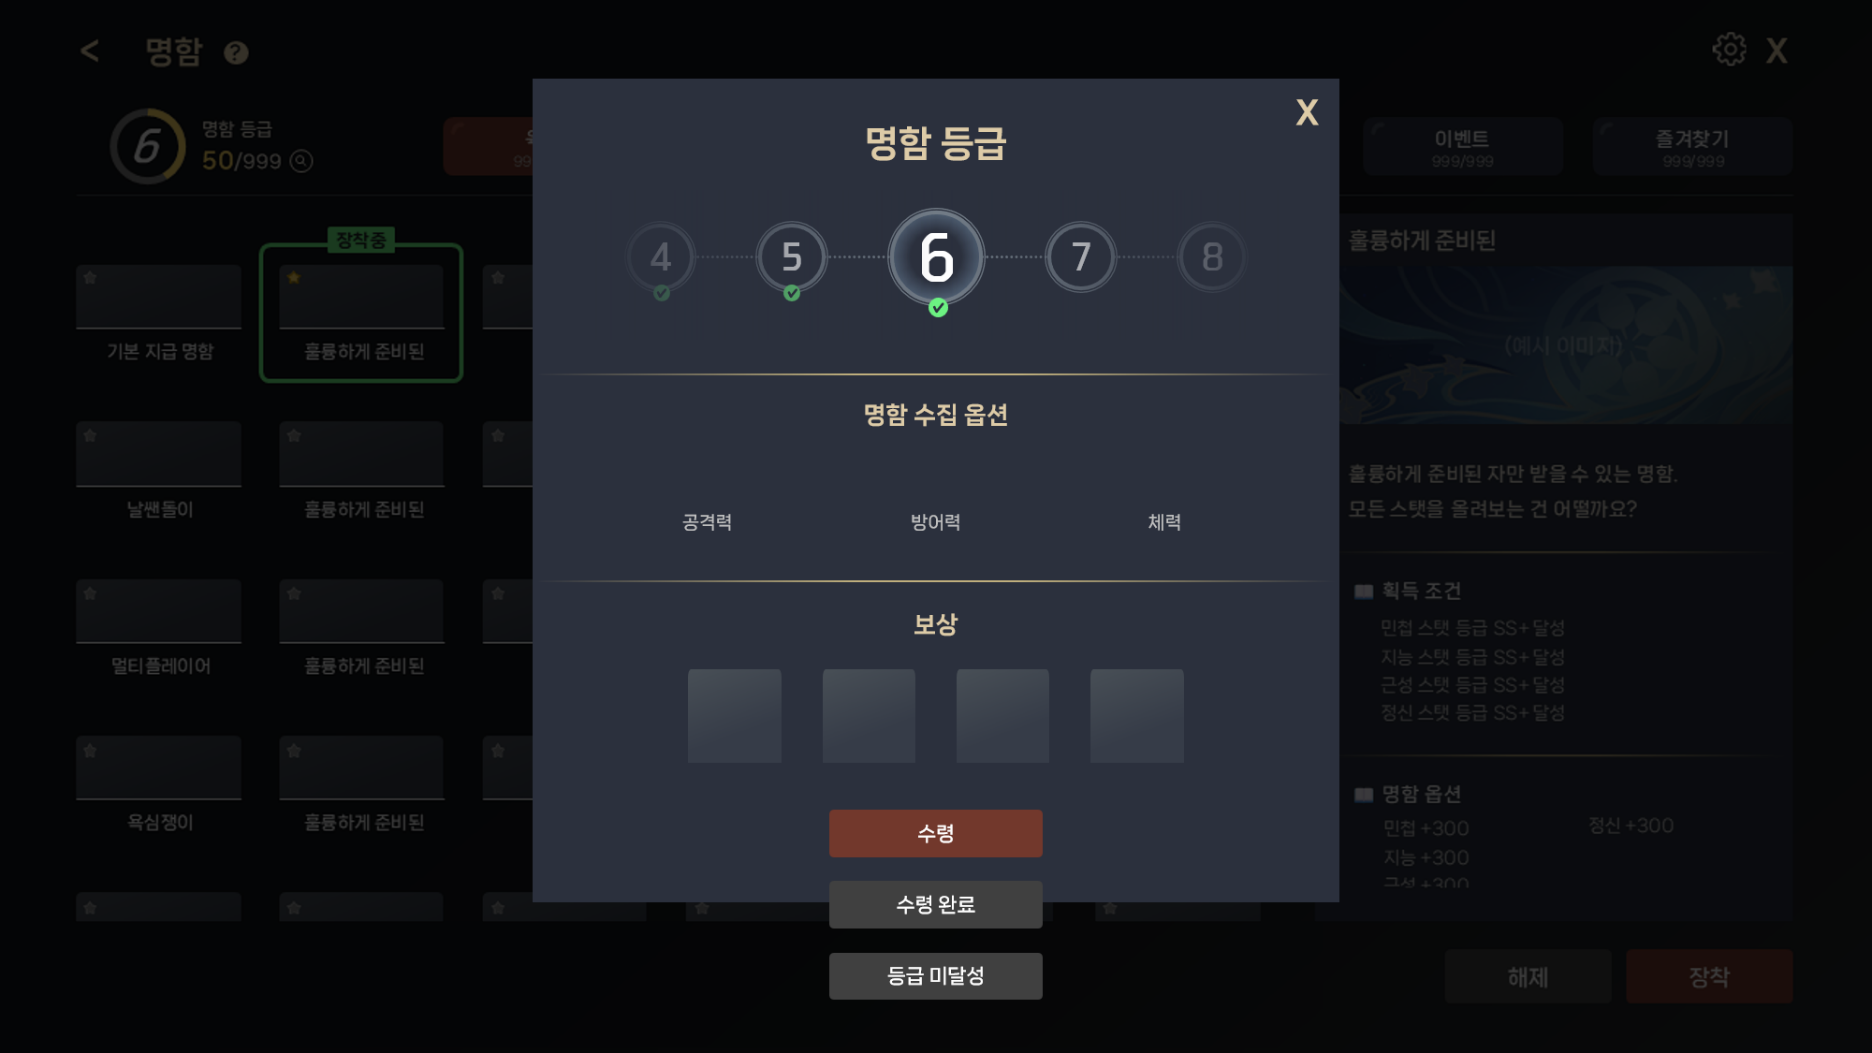 < 명함 ?
X
6 명함 등급
50/999
이벤트
999/999
즐겨찾기
999/999
장착중
기본 지급 명함
훌륭하게 준비된
날쌘돌이
훌륭하게 준비된
멀티플레이어
훌륭하게 준비된
욕심쟁이
훌륭하게 준비된
X
명함 등급
4 5 6 7 8
명함 수집 옵션
공격력 방어력 체력
보상
수령
수령 완료
등급 미달성
훌륭하게 준비된
(예시 이미지)
훌륭하게 준비된 자만 받을 수 있는 명함.
모든 스탯을 올려보는 건 어떨까요?
획득 조건
민첩 스탯 등급 SS+ 달성
지능 스탯 등급 SS+ 달성
근성 스탯 등급 SS+ 달성
정신 스탯 등급 SS+ 달성
명함 옵션
민첩 +300 정신 +300
지능 +300
근성 +300
해제 장착